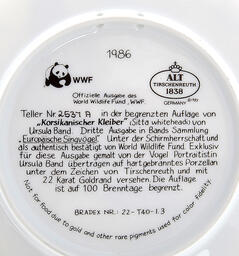 1986
WWF
ALT
TIRSCHENREUTH
1838
GERMANY
Offizielle Ausgabe des
World Wildlife Fund, WWF.
Teller Nr. 2531 A in der begrenzten Auflage von
„Korsikanischer Kleiber" (Sitta whiteheadi) von
Ursula Band. Dritte Ausgabe in Bands Sammlung
„Europäische Singvögel". Unter der Schirmherrschaft und
als authentisch bestätigt von World Wildlife Fund. Exklusiv
für diese Ausgabe gemalt von der Vogel Portraitistin
Ursula Band, übertragen auf hartgebranntes Porzellan
unter dem Zeichen von Tirschenreuth und mit
22 Karat Goldrand versehen. Die Auflage
ist auf 100 Brenntage begrenzt.
BRADEX NR.: 22-T40-1.3
Not for food due to gold and other rare pigments used for color fidelity.